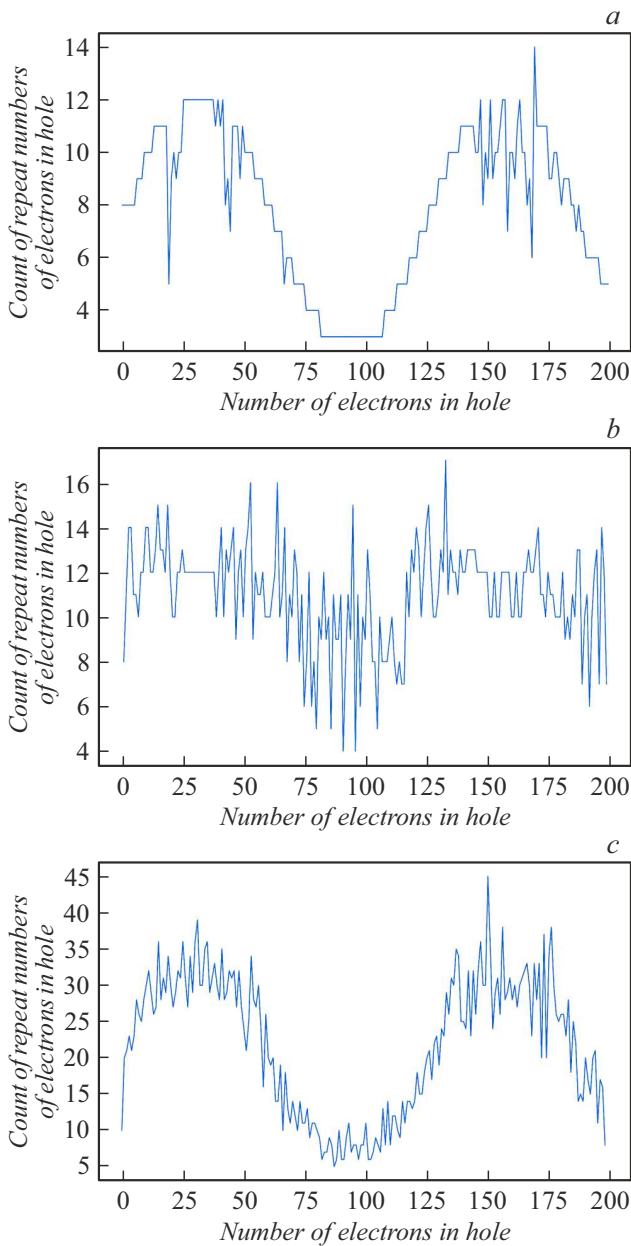 a
14
12
10
8
6
4
Count of repeat numbers
of electrons in hole
0 25 50 75 100 125 150 175 200
Number of electrons in hole
b
16
14
12
10
8
6
4
Count of repeat numbers
of electrons in hole
0 25 50 75 100 125 150 175 200
Number of electrons in hole
c
45
40
35
30
25
20
15
10
5
Count of repeat numbers
of electrons in hole
0 25 50 75 100 125 150 175 200
Number of electrons in hole